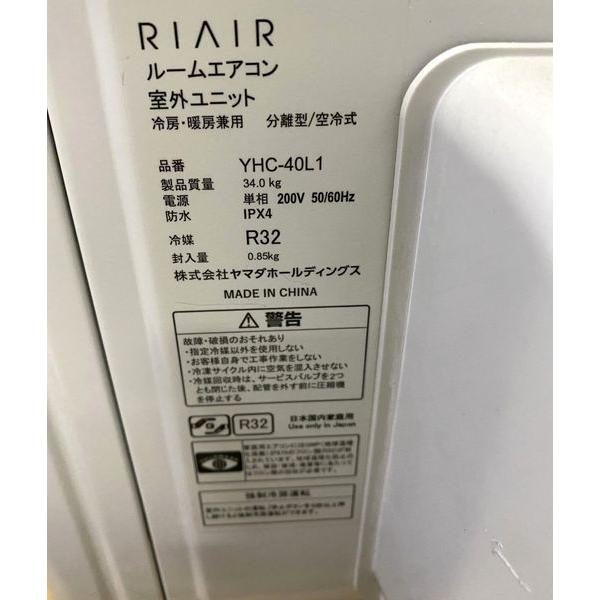 RIAIR
ルームエアコン
室外ユニット
冷房・暖房兼用 分離型/空冷式
品番 YHC-40L1
製品質量 34.0 kg
電源 単相 200V 50/60Hz
防水 IPX4
冷媒 R32
封入量 0.85kg
株式会社ヤマダホールディングス
MADE IN CHINA
警告
故障・破損のおそれあり
・指定冷媒以外を使用しない
・お客様自身で工事作業をしない
・冷凍サイクル内に空気を混入させない
・冷媒回収時は、サービスバルブを2つ
とも閉じた後、配管を外す前に圧縮機
を停止する
R32 日本国内家庭用
Use only in Japan
強制冷房運転